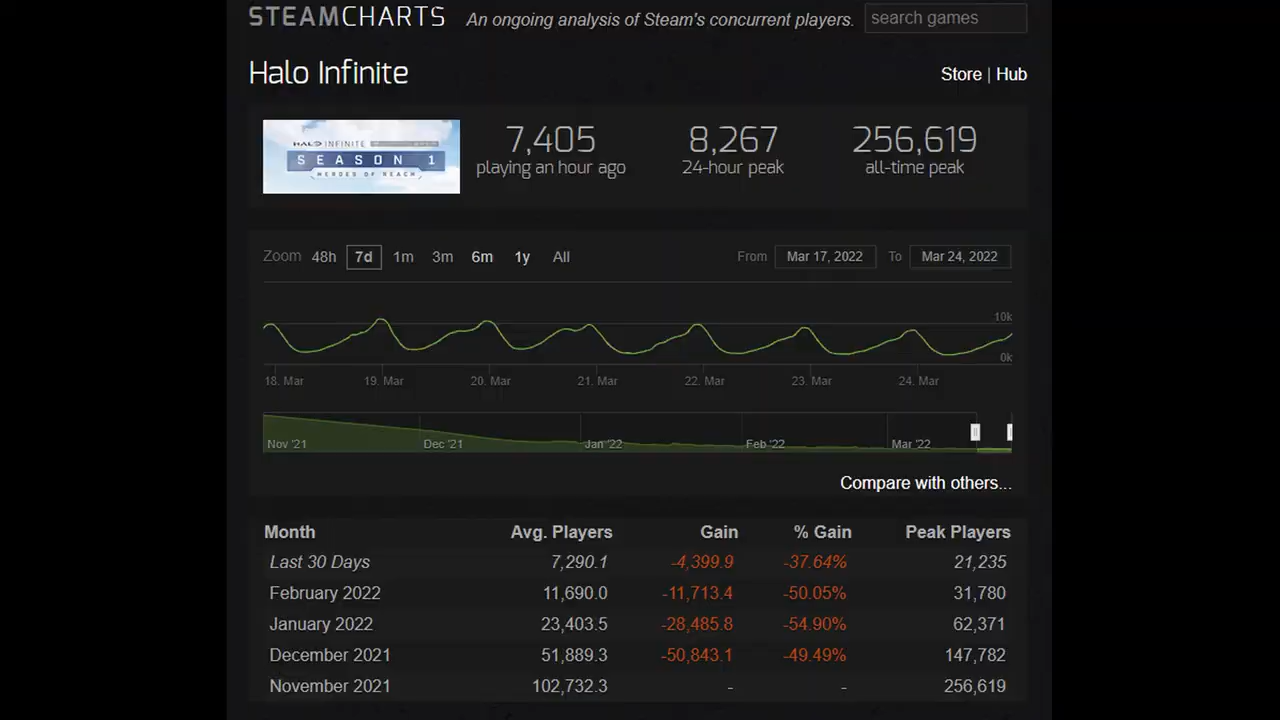 STEAMCHARTS An ongoing analysis of Steam's concurrent players. search games
Halo Infinite Store | Hub
HALO INFINITE
SEASON 1
HEROES OF REACH
7,405 8,267 256,619
playing an hour ago 24-hour peak all-time peak
Zoom 48h 7d 1m 3m 6m 1y All From Mar 17, 2022 To Mar 24, 2022
10k
0k
18. Mar 19. Mar 20. Mar 21. Mar 22. Mar 23. Mar 24. Mar
Nov '21 Dec '21 Jan '22 Feb '22 Mar '22
Compare with others...
Month Avg. Players Gain % Gain Peak Players
Last 30 Days 7,290.1 -4,399.9 -37.64% 21,235
February 2022 11,690.0 -11,713.4 -50.05% 31,780
January 2022 23,403.5 -28,485.8 -54.90% 62,371
December 2021 51,889.3 -50,843.1 -49.49% 147,782
November 2021 102,732.3 - - 256,619